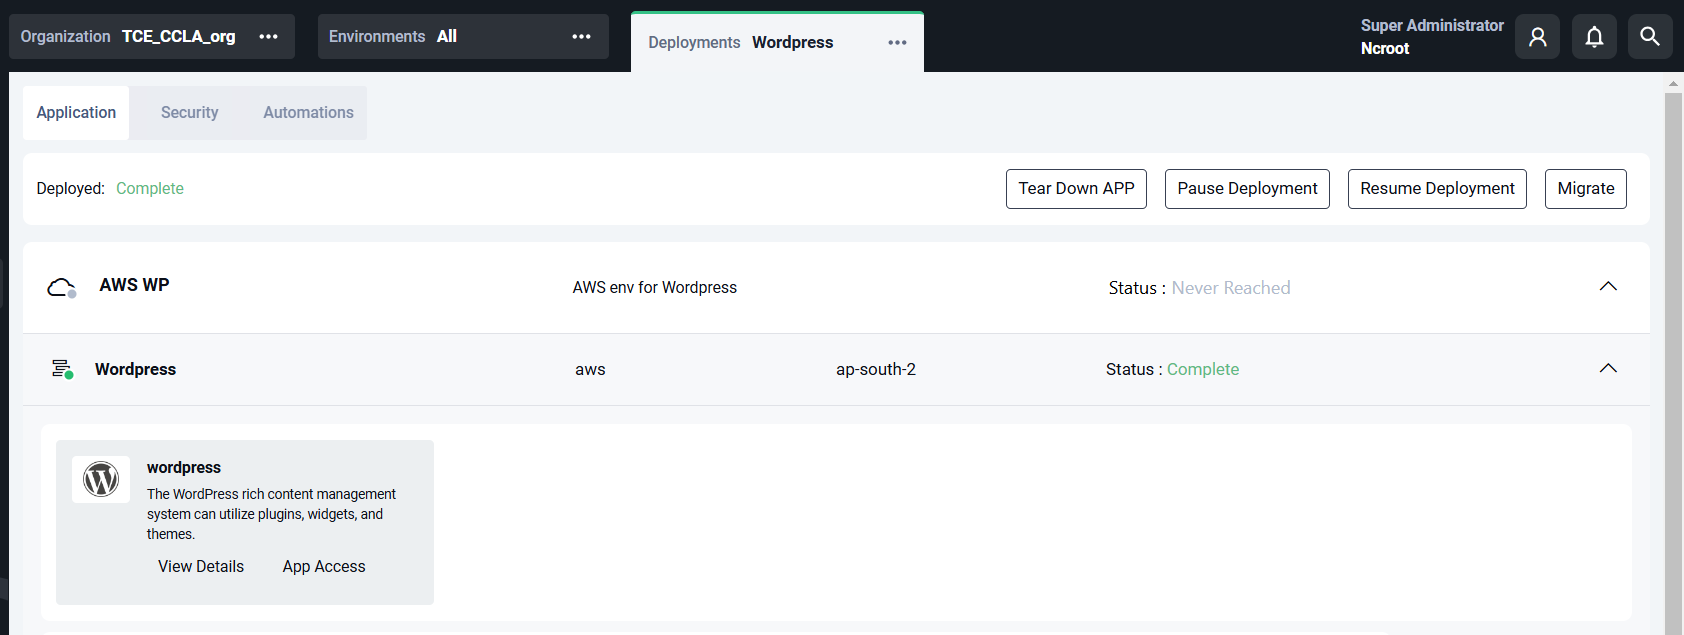 Organization TCE_CCLA_org
Environments All
Deployments Wordpress
Super Administrator
Ncroot
Application
Security
Automations
Deployed: Complete
Tear Down APP
Pause Deployment
Resume Deployment
Migrate
AWS WP
AWS env for Wordpress
Status : Never Reached
Wordpress
aws
ap-south-2
Status : Complete
wordpress
The WordPress rich content management
system can utilize plugins, widgets, and
themes.
View Details
App Access